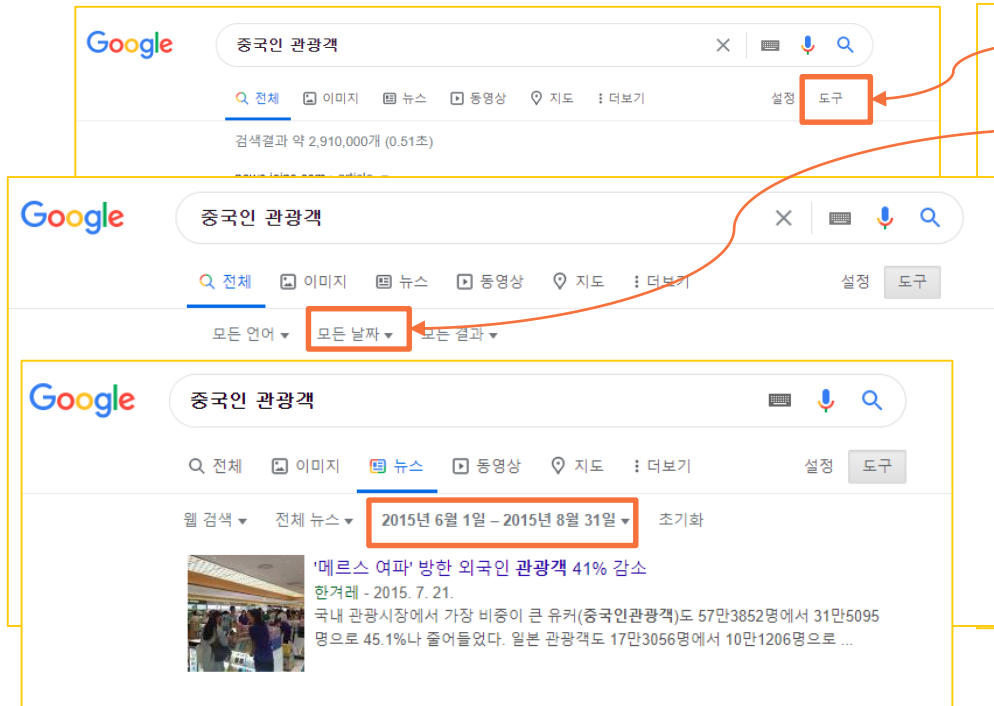 Google 중국인 관광객
전체 이미지 뉴스 동영상 지도 더보기 설정 도구
검색결과 약 2,910,000개 (0.51초)
Google 중국인 관광객
전체 이미지 뉴스 동영상 지도 더보기 설정 도구
모든 언어 모든 날짜 모든 결과
Google 중국인 관광객
전체 이미지 뉴스 동영상 지도 더보기 설정 도구
웹 검색 전체 뉴스 2015년 6월 1일 – 2015년 8월 31일 초기화
'메르스 여파' 방한 외국인 관광객 41% 감소
한겨레 - 2015. 7. 21.
국내 관광시장에서 가장 비중이 큰 유커(중국인관광객)도 57만3852명에서 31만5095
명으로 45.1%나 줄어들었다. 일본 관광객도 17만3056명에서 10만1206명으로 ...